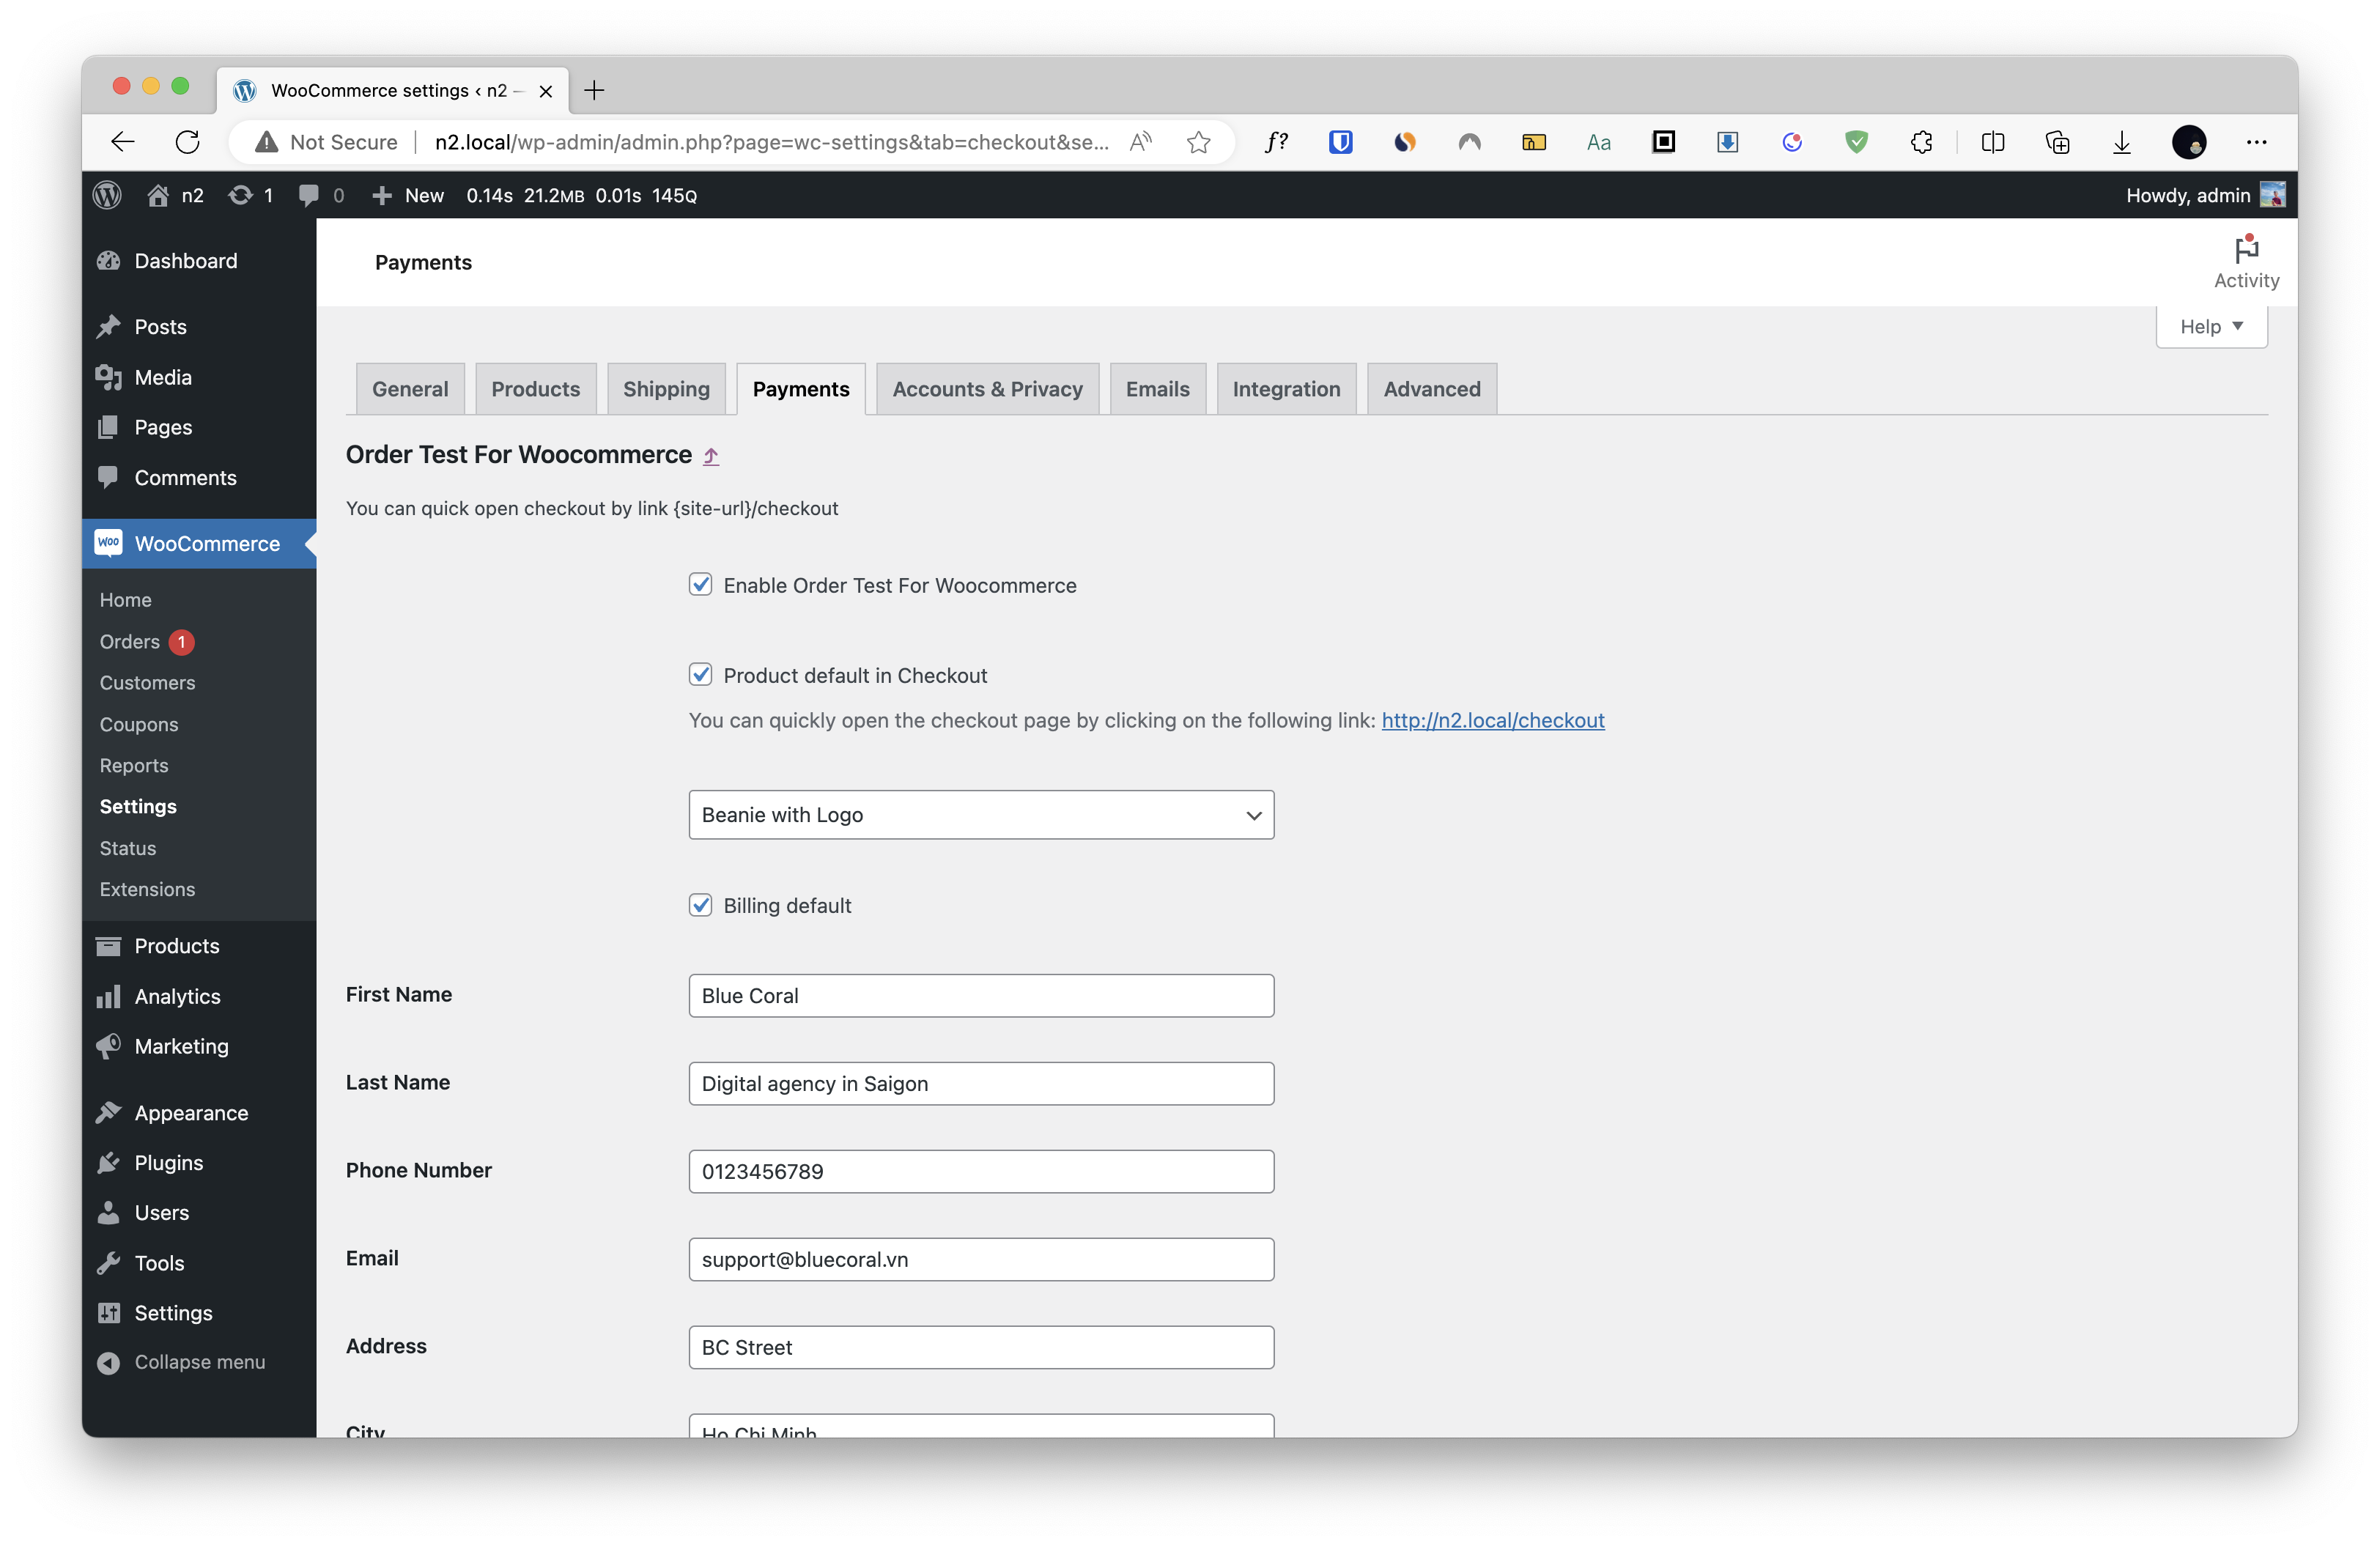 WooCommerce settings ‹ n2 —
Not Secure
n2.local/wp-admin/admin.php?page=wc-settings&tab=checkout&se...
n2
1
0
New
0.14s 21.2MB 0.01s 145Q
Howdy, admin
Dashboard
Posts
Media
Pages
Comments
WooCommerce
Home
Orders 1
Customers
Coupons
Reports
Settings
Status
Extensions
Products
Analytics
Marketing
Appearance
Plugins
Users
Tools
Settings
Collapse menu
Payments
Activity
Help
General
Products
Shipping
Payments
Accounts & Privacy
Emails
Integration
Advanced
Order Test For Woocommerce
You can quick open checkout by link {site-url}/checkout
Enable Order Test For Woocommerce
Product default in Checkout
You can quickly open the checkout page by clicking on the following link: http://n2.local/checkout
Beanie with Logo
Billing default
First Name
Blue Coral
Last Name
Digital agency in Saigon
Phone Number
0123456789
Email
support@bluecoral.vn
Address
BC Street
City
Ho Chi Minh